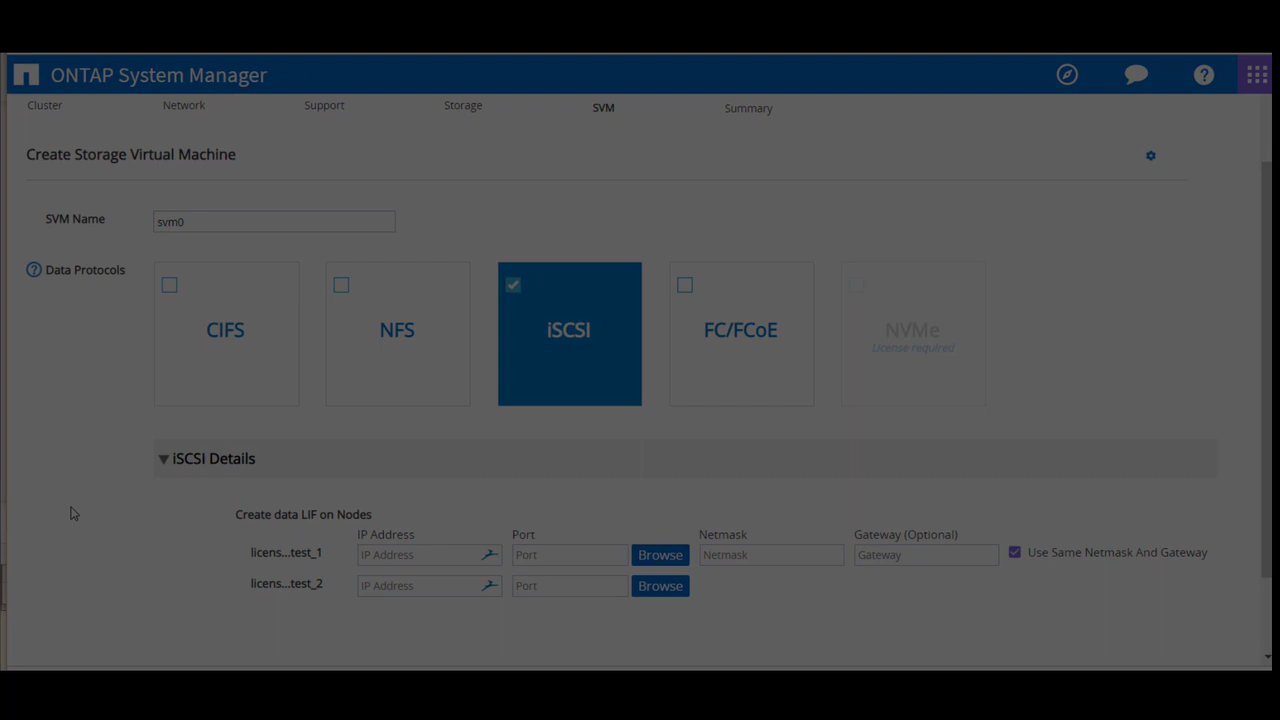 ONTAP System Manager
Cluster Network Support Storage SVM Summary
Create Storage Virtual Machine
SVM Name svm0
Data Protocols
CIFS NFS iSCSI FC/FCoE NVMe
License required
iSCSI Details
Create data LIF on Nodes
IP Address Port Netmask Gateway (Optional)
licens...test_1 IP Address Port Browse Netmask Gateway Use Same Netmask And Gateway
licens...test_2 IP Address Port Browse